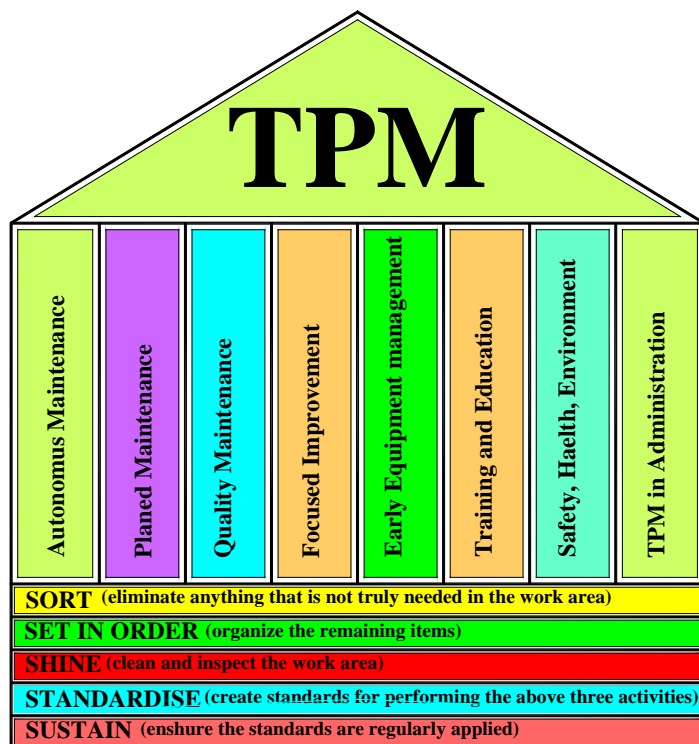 TPM
Autonomus Maintenance
Planed Maintenance
Quality Maintenance
Focused Improvement
Early Equipment management
Training and Education
Safety, Haelth, Environment
TPM in Administration
SORT (eliminate anything that is not truly needed in the work area)
SET IN ORDER (organize the remaining items)
SHINE (clean and inspect the work area)
STANDARDISE (create standards for performing the above three activities)
SUSTAIN (enshure the standards are regularly applied)